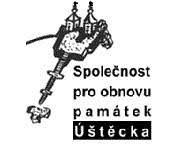 Společnost
pro obnovu
památek
Úštěcka